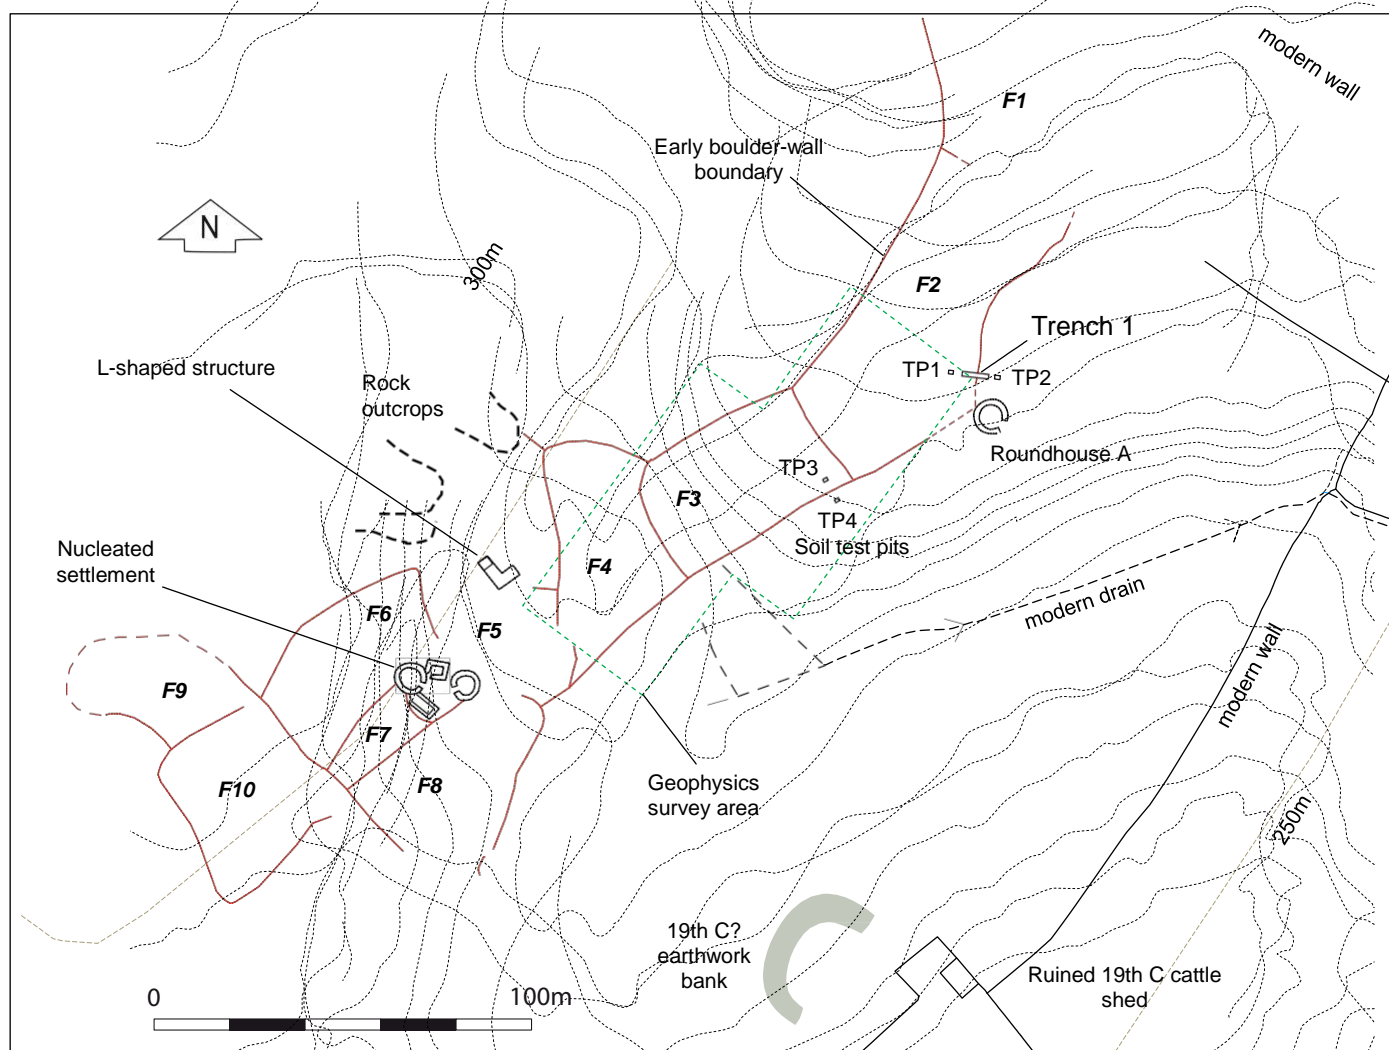 modern wall
F1
Early boulder-wall
boundary
N
300m
F2
Trench 1
L-shaped structure
TP1
TP2
Rock
outcrops
Roundhouse A
TP3
F3
TP4
Soil test pits
Nucleated
settlement
F4
F6
F5
modern drain
modern wall
F9
F7
F10
F8
Geophysics
survey area
250m
19th C?
earthwork
bank
Ruined 19th C cattle
shed
0
100m